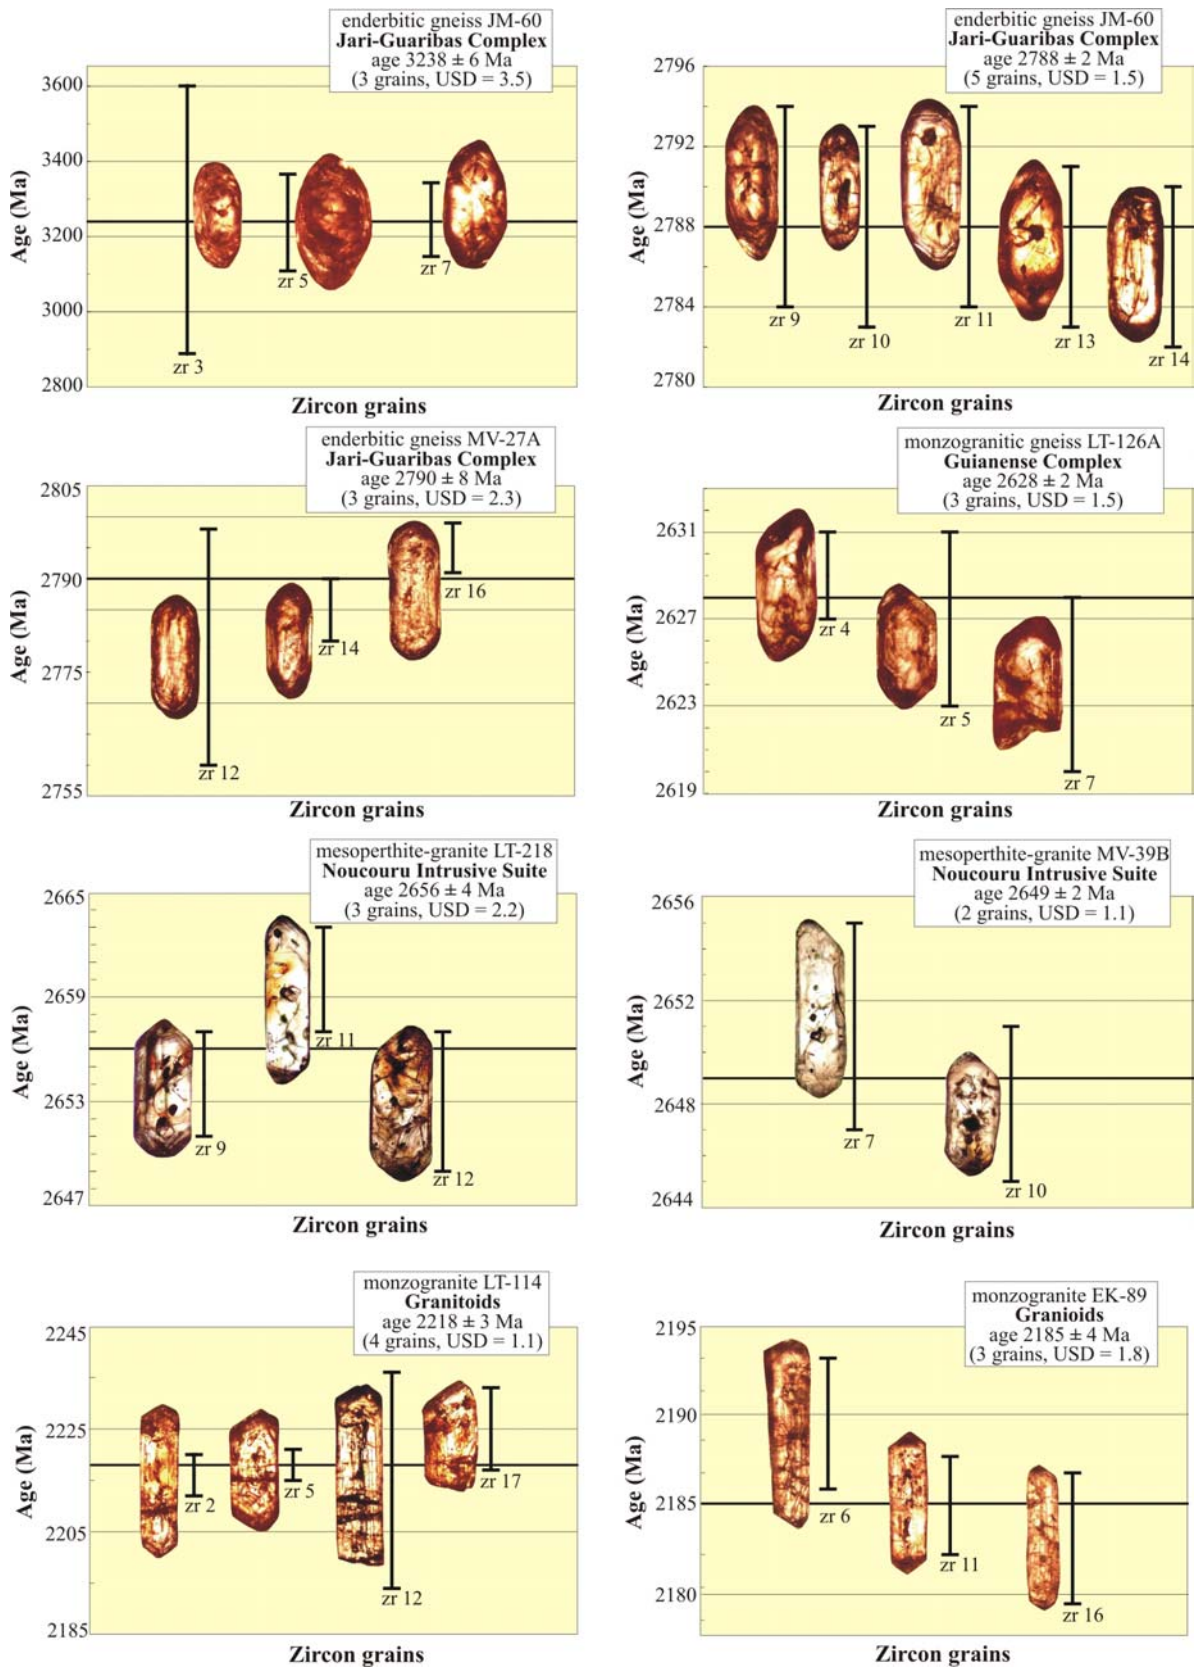 enderbitic gneiss JM-60
Jari-Guaribas Complex
age 3238 ± 6 Ma
(3 grains, USD = 3.5)
Age (Ma)
3600
3400
3200
3000
2800
zr 3
zr 5
zr 7
Zircon grains
enderbitic gneiss JM-60
Jari-Guaribas Complex
age 2788 ± 2 Ma
(5 grains, USD = 1.5)
Age (Ma)
2796
2792
2788
2784
2780
zr 9
zr 10
zr 11
zr 13
zr 14
Zircon grains
enderbitic gneiss MV-27A
Jari-Guaribas Complex
age 2790 ± 8 Ma
(3 grains, USD = 2.3)
Age (Ma)
2805
2790
2775
2755
zr 12
zr 14
zr 16
Zircon grains
monzogranitic gneiss LT-126A
Guianense Complex
age 2628 ± 2 Ma
(3 grains, USD = 1.5)
Age (Ma)
2631
2627
2623
2619
zr 4
zr 5
zr 7
Zircon grains
mesoperthite-granite LT-218
Noucouru Intrusive Suite
age 2656 ± 4 Ma
(3 grains, USD = 2.2)
Age (Ma)
2665
2659
2653
2647
zr 9
zr 11
zr 12
Zircon grains
mesoperthite-granite MV-39B
Noucouru Intrusive Suite
age 2649 ± 2 Ma
(2 grains, USD = 1.1)
Age (Ma)
2656
2652
2648
2644
zr 7
zr 10
Zircon grains
monzogranite LT-114
Granitoids
age 2218 ± 3 Ma
(4 grains, USD = 1.1)
Age (Ma)
2245
2225
2205
2185
zr 2
zr 5
zr 12
zr 17
Zircon grains
monzogranite EK-89
Granioids
age 2185 ± 4 Ma
(3 grains, USD = 1.8)
Age (Ma)
2195
2190
2185
2180
zr 6
zr 11
zr 16
Zircon grains